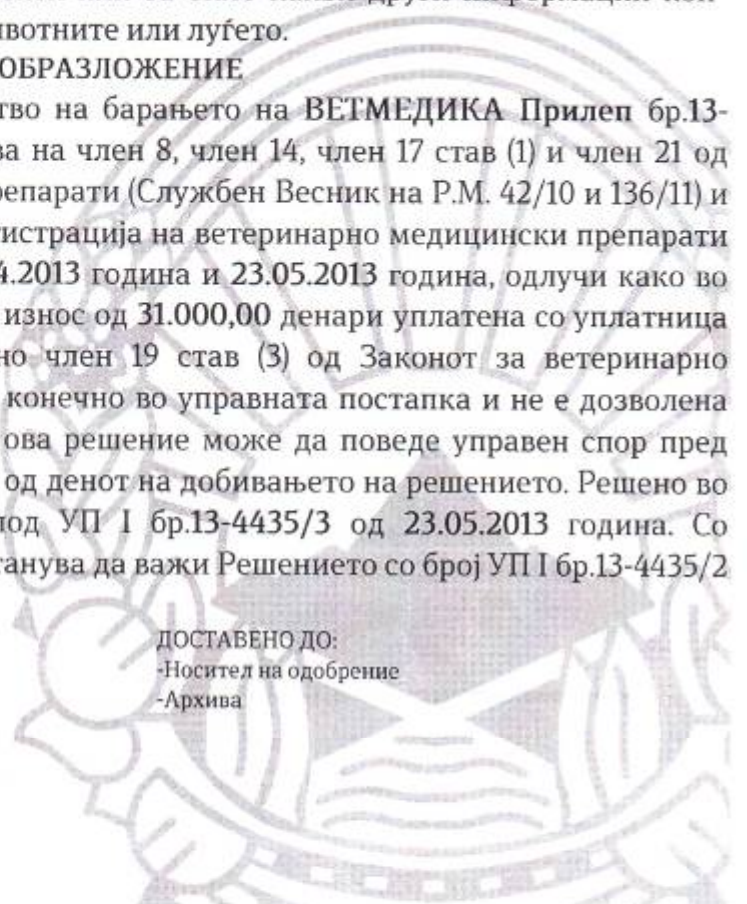 ивотните или луѓето.
ОБРАЗЛОЖЕНИЕ
тво на барањето на ВЕТМЕДИКА Прилеп бр.13-
ва на член 8, член 14, член 17 став (1) и член 21 од
репарати (Службен Весник на Р.М. 42/10 и 136/11) и
гистрација на ветеринарно медицински препарати
4.2013 година и 23.05.2013 година, одлучи како во
износ од 31.000,00 денари уплатена со уплатница
но член 19 став (3) од Законот за ветеринарно
конечно во управната постапка и не е дозволена
ова решение може да поведе управен спор пред
од денот на добивањето на решението. Решено во
под УП I бр.13-4435/3 од 23.05.2013 година. Со
танува да важи Решението со број УП I бр.13-4435/2
ДОСТАВЕНО ДО:
-Носител на одобрение
-Архива